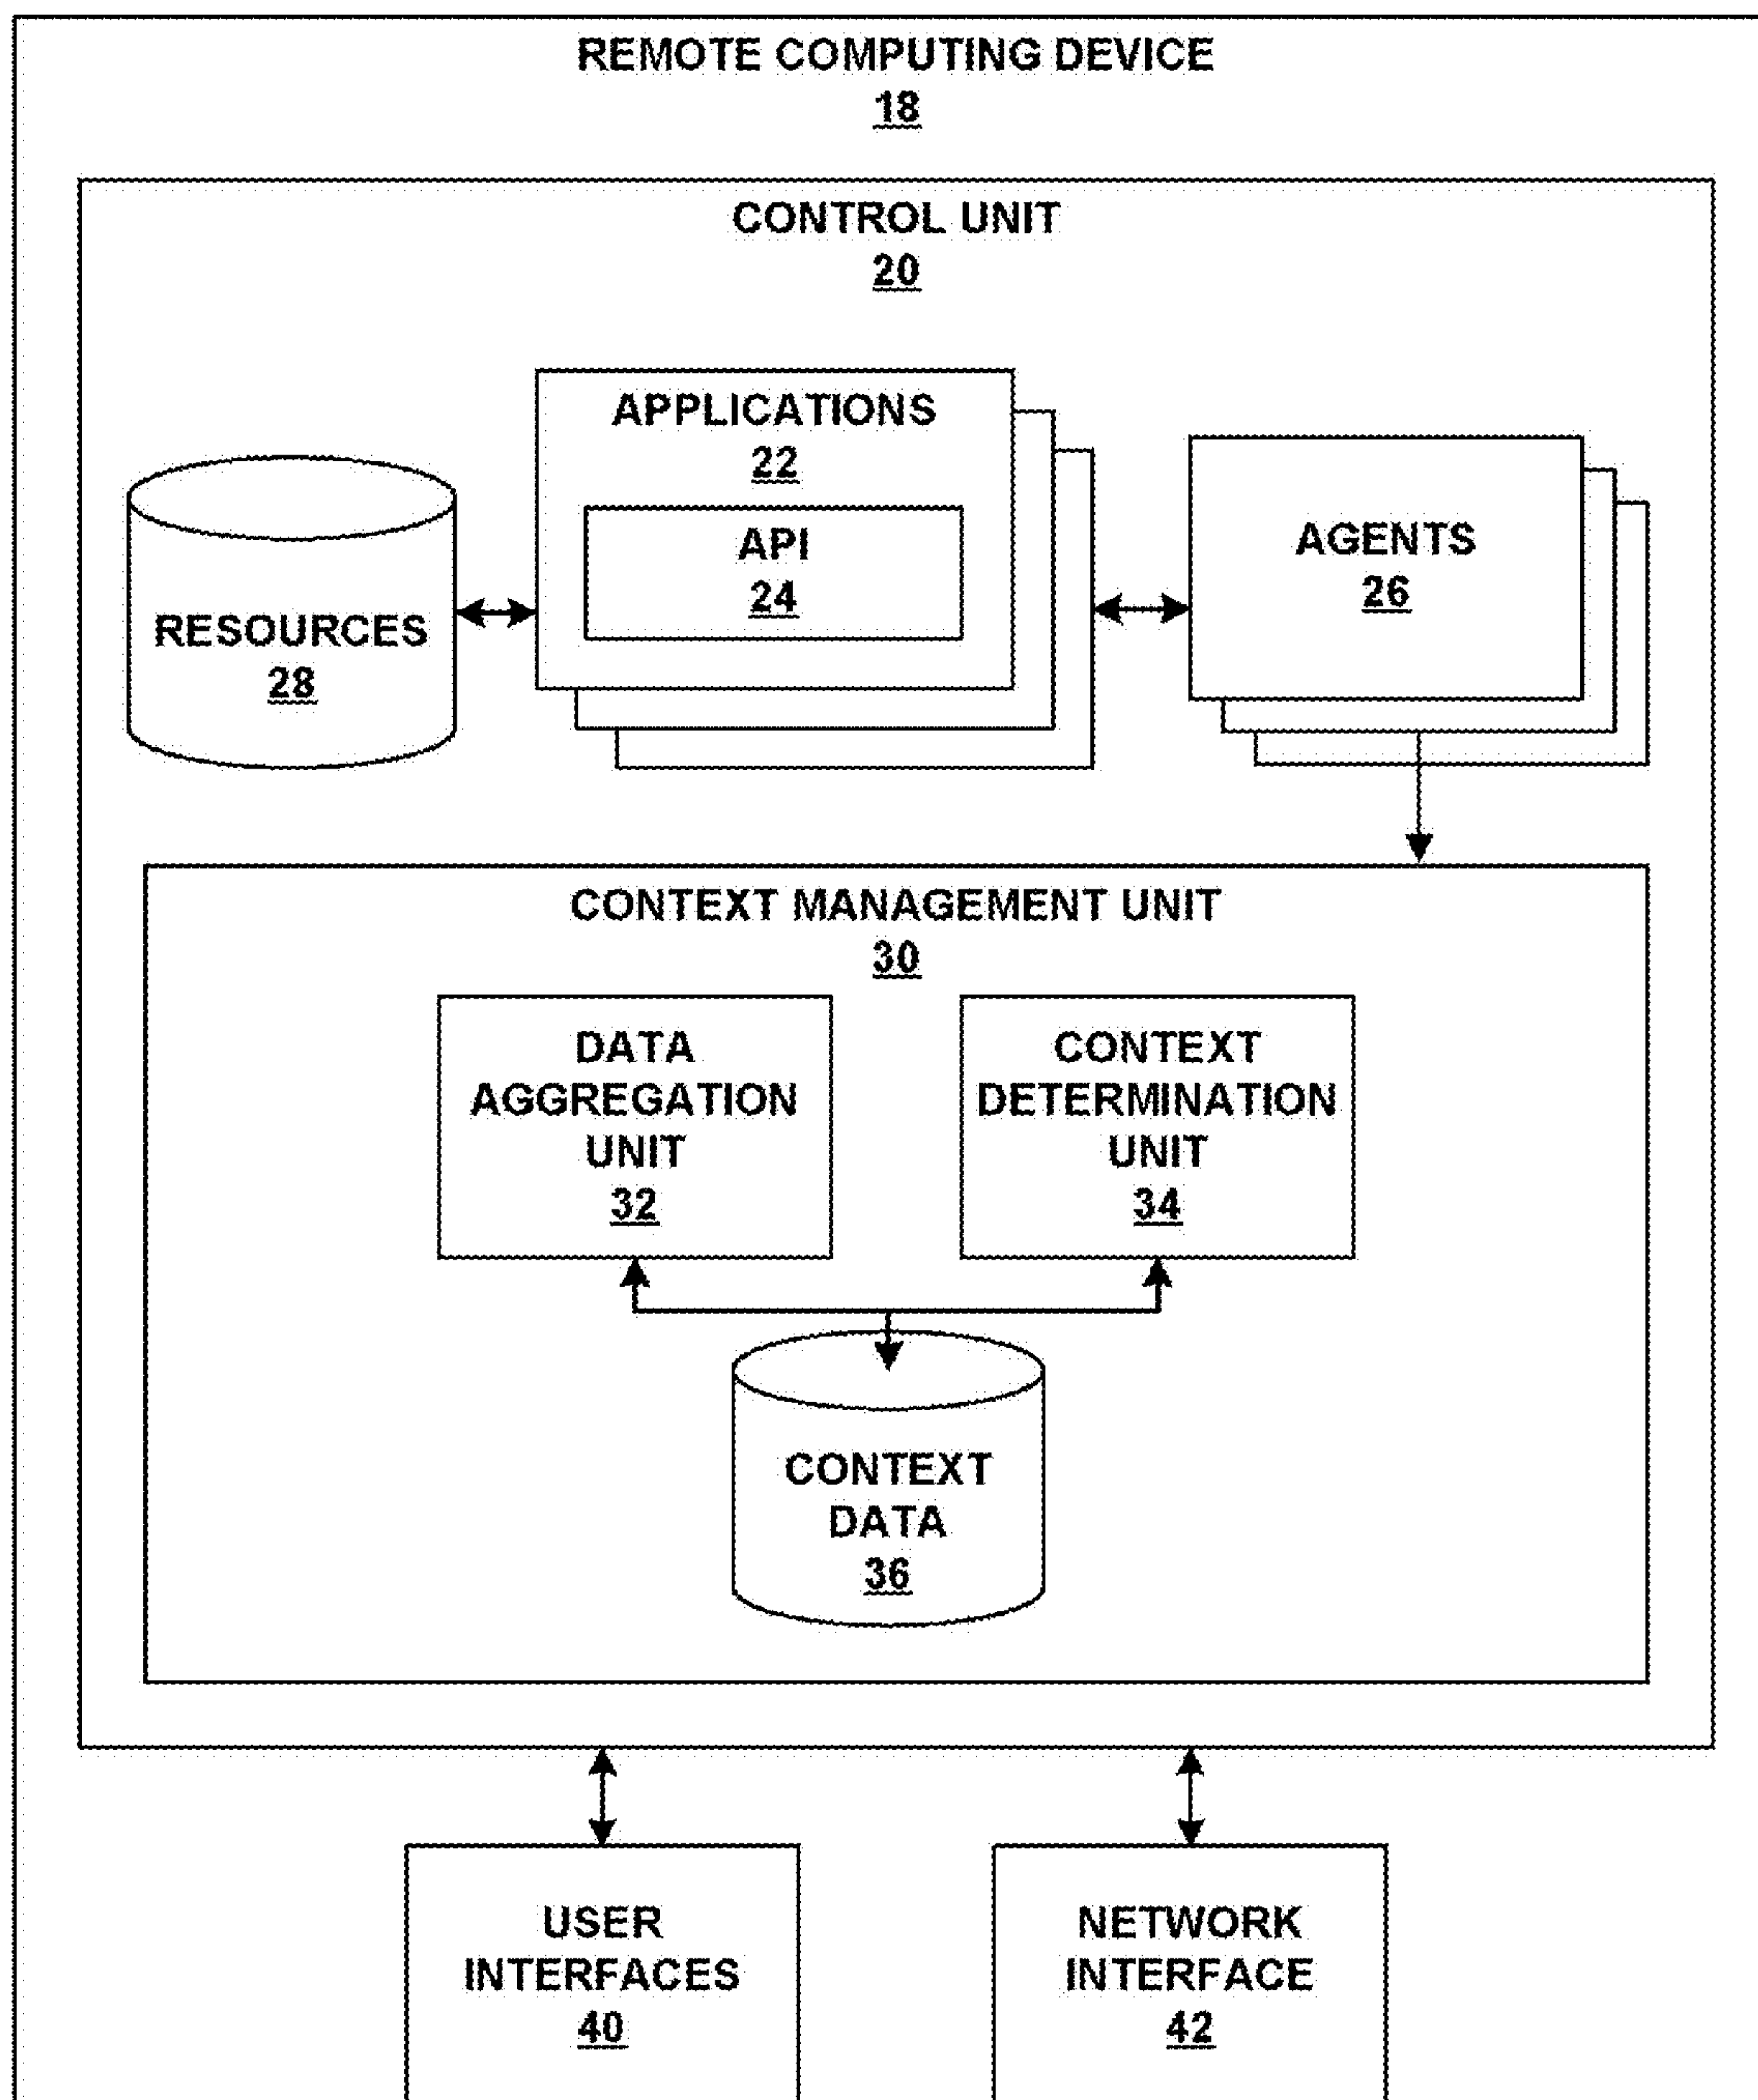 REMOTE COMPUTING DEVICE
18
CONTROL UNIT
20
APPLICATIONS
22
API
24
AGENTS
26
RESOURCES
28
CONTEXT MANAGEMENT UNIT
30
DATA
AGGREGATION
UNIT
32
CONTEXT
DETERMINATION
UNIT
34
CONTEXT
DATA
36
USER
INTERFACES
40
NETWORK
INTERFACE
42